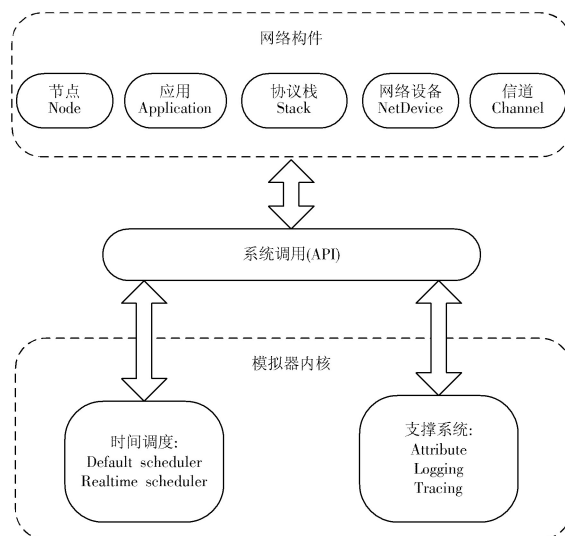 网络构件
节点
Node
应用
Application
协议栈
Stack
网络设备
NetDevice
信道
Channel
系统调用(API)
模拟器内核
时间调度:
Default scheduler
Realtime scheduler
支撑系统:
Attribute
Logging
Tracing